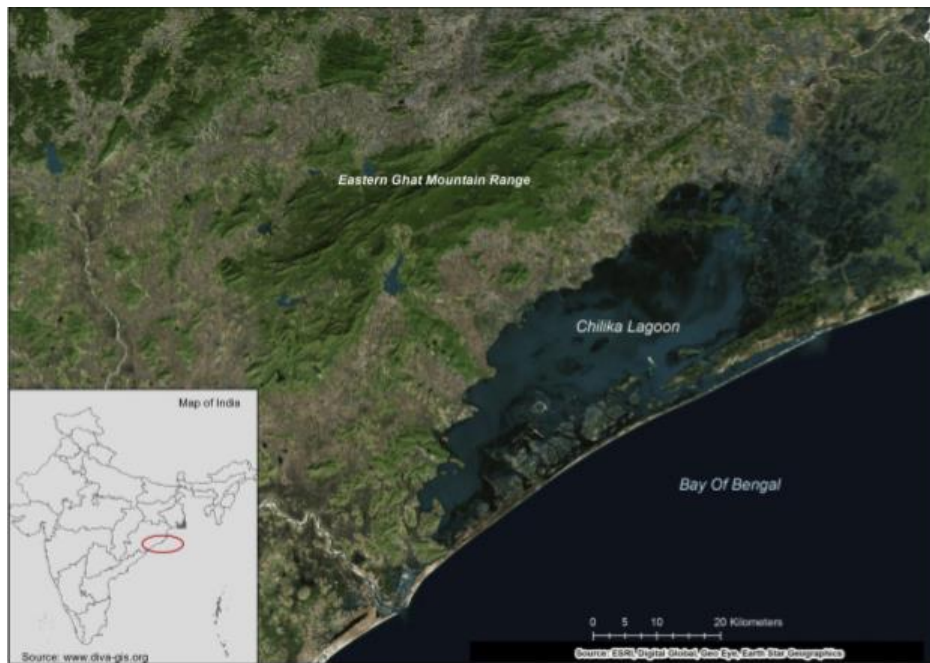 Eastern Ghat Mountain Range
Chilika Lagoon
Map of India
Bay Of Bengal
0 5 10 20 Kilometers
Source: www.diva-gis.org
Source: ESRI, Digital Global, Geo Eye, Earth Star Geographics